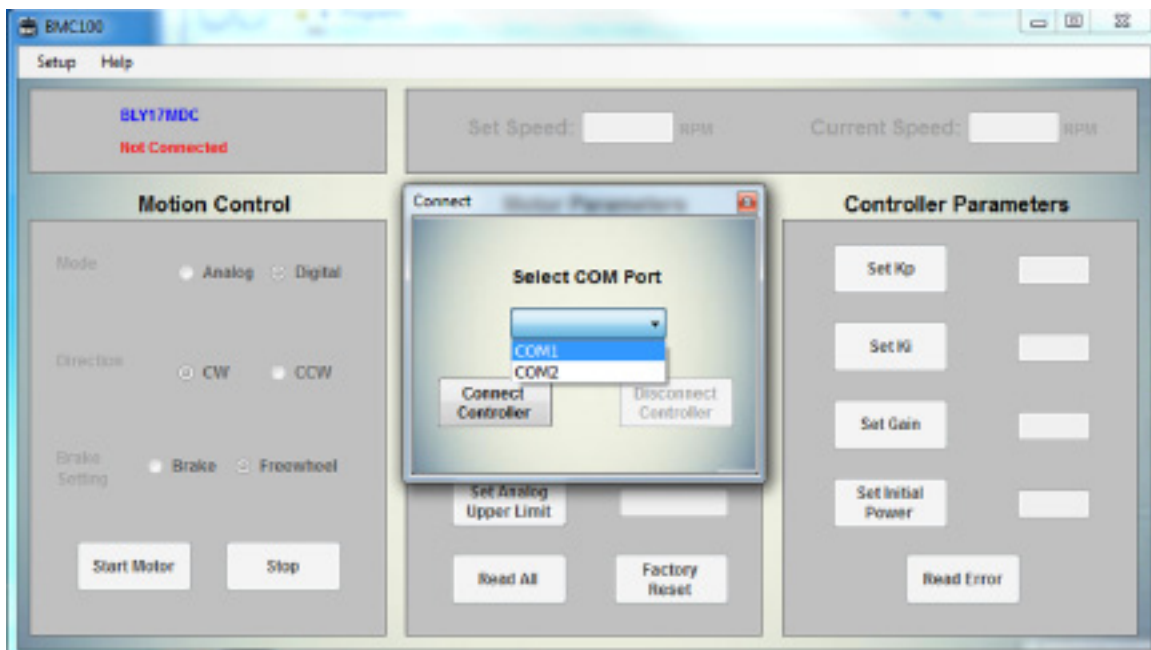 BMC100
Setup Help
BLY17MDC
Not Connected
Set Speed: RPM Current Speed: RPM
Motion Control
Mode
Analog Digital
Direction
CW CCW
Brake
Setting
Brake Freewheel
Start Motor Stop
Motor Parameters
Connect
Select COM Port
COM1
COM2
Connect
Controller
Disconnect
Controller
Set Analog
Upper Limit
Read All
Factory
Reset
Controller Parameters
Set Kp
Set Ki
Set Gain
Set Initial
Power
Read Error